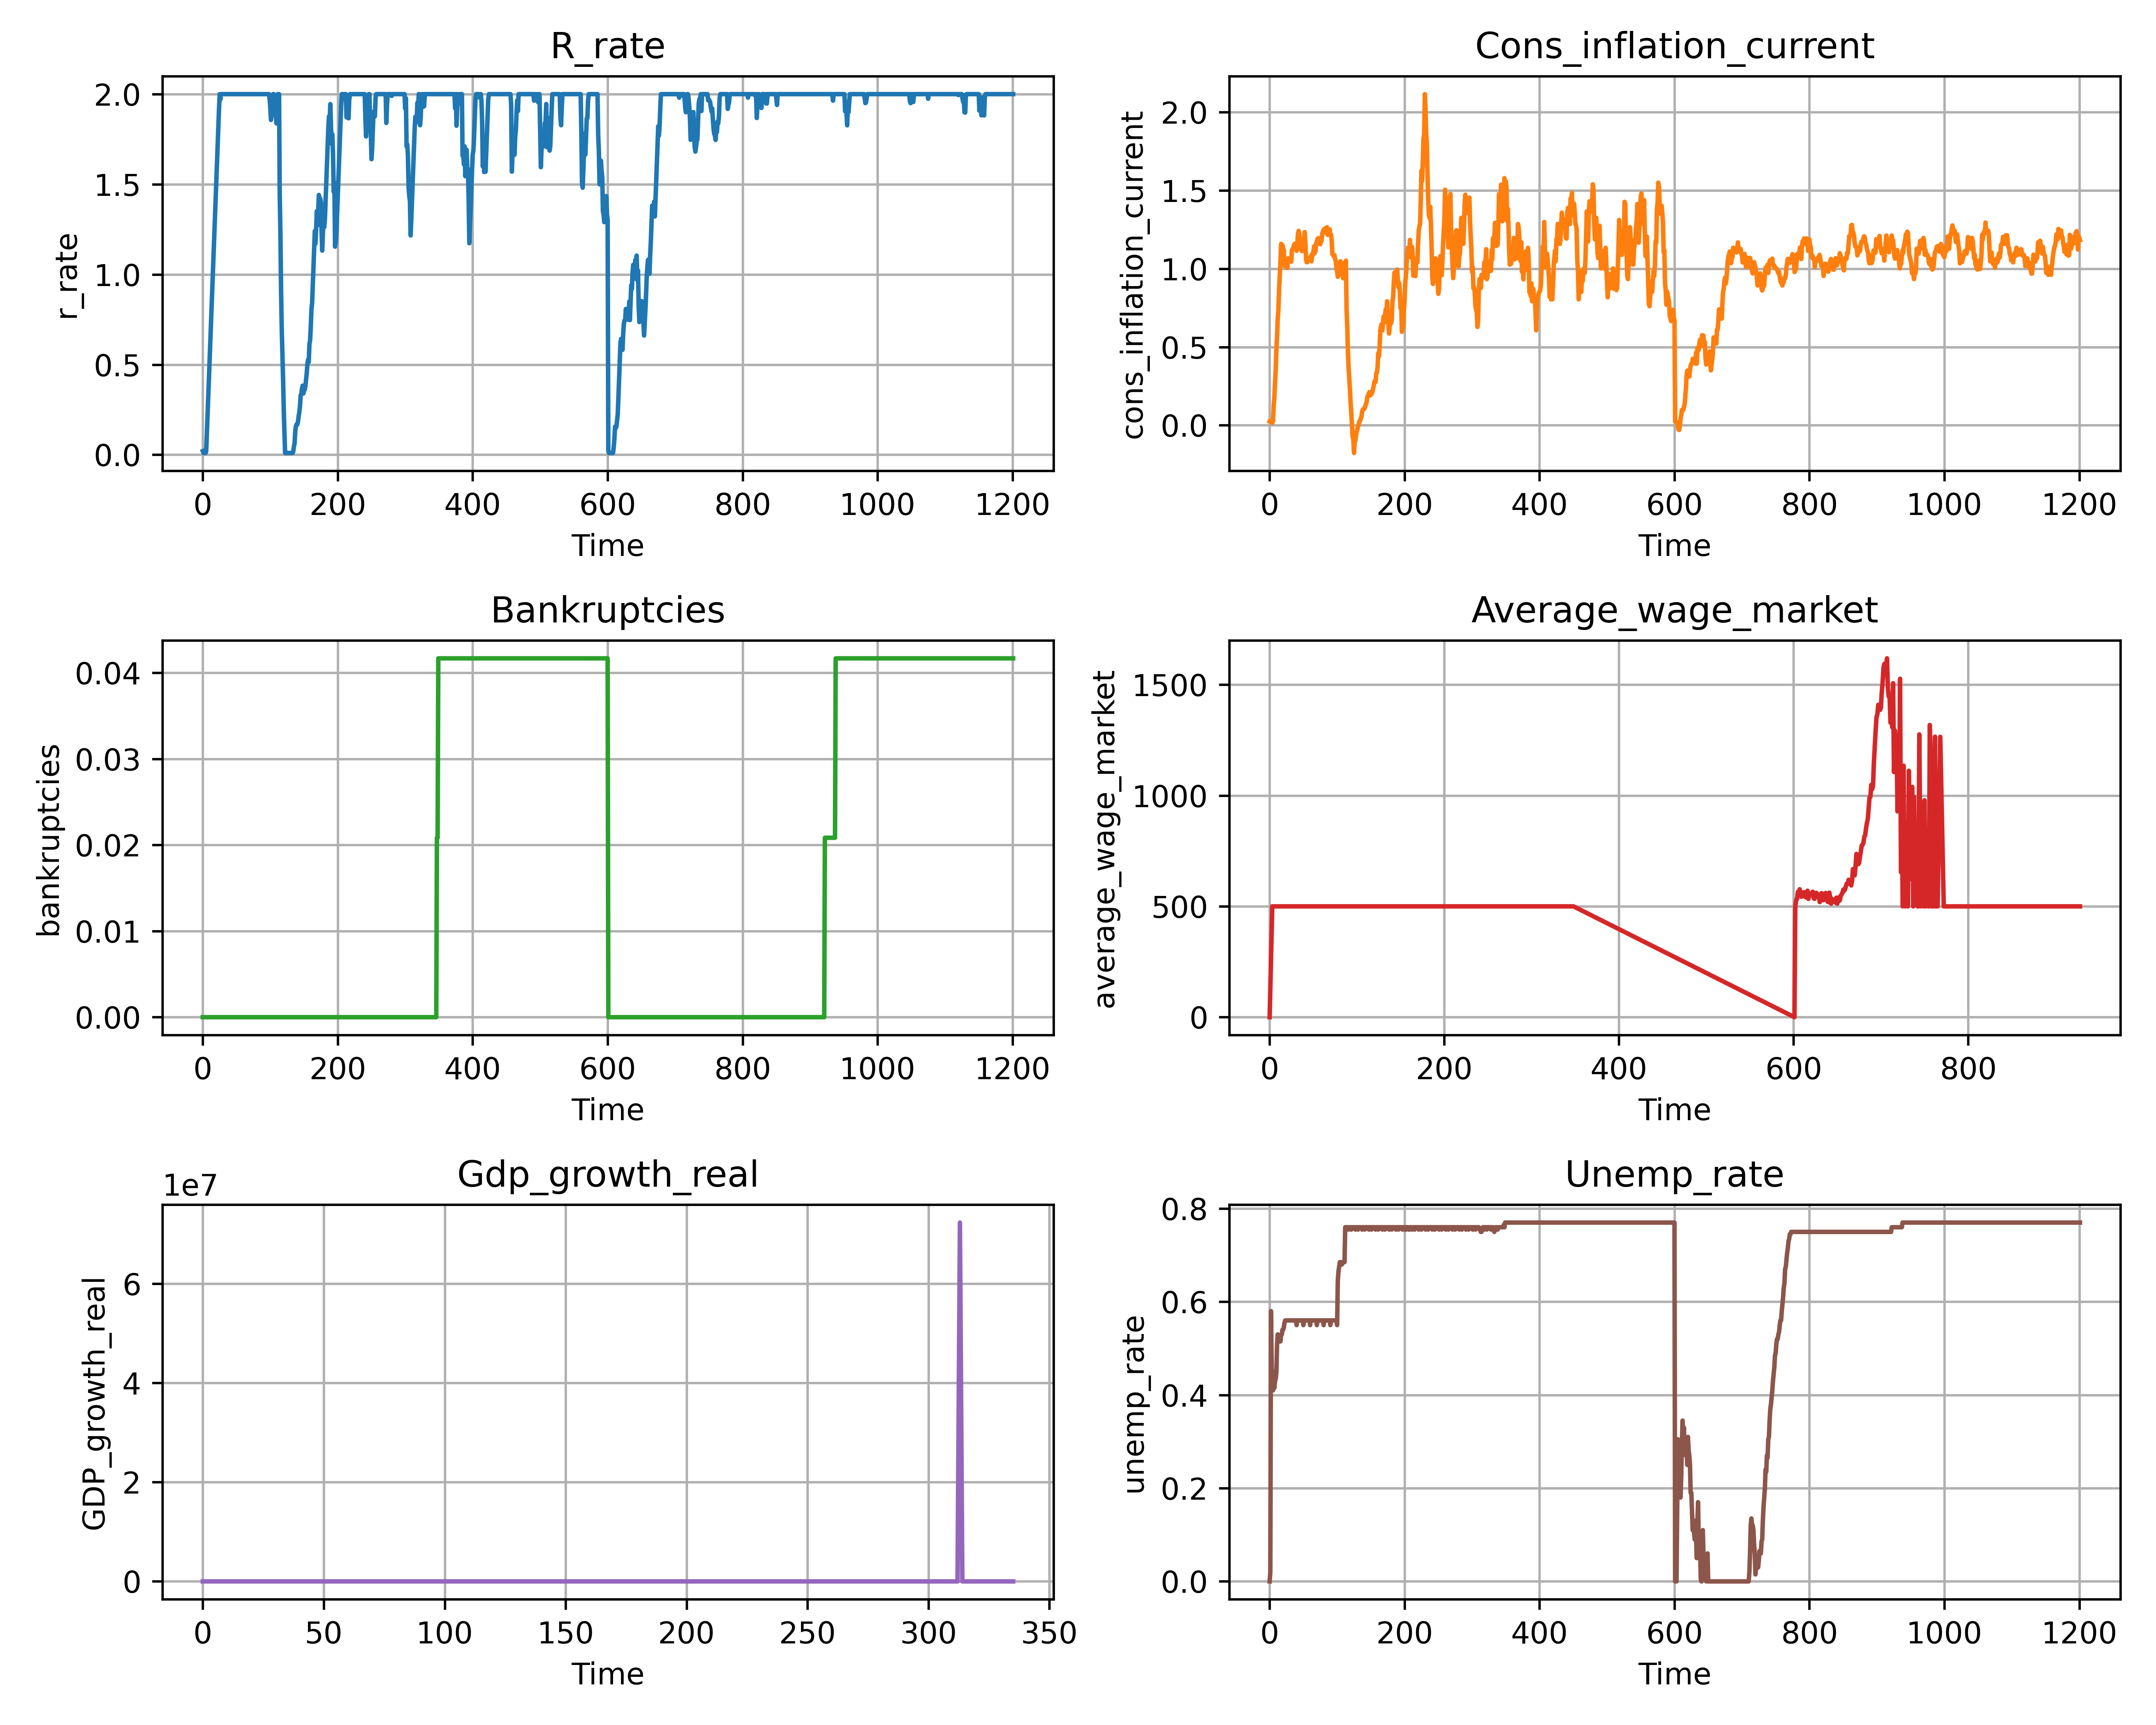 R_rate
r_rate
2.0
1.5
1.0
0.5
0.0
0 200 400 600 800 1000 1200
Time
Cons_inflation_current
cons_inflation_current
2.0
1.5
1.0
0.5
0.0
0 200 400 600 800 1000 1200
Time
Bankruptcies
bankruptcies
0.04
0.03
0.02
0.01
0.00
0 200 400 600 800 1000 1200
Time
Average_wage_market
average_wage_market
1500
1000
500
0
0 200 400 600 800
Time
Gdp_growth_real
1e7
GDP_growth_real
6
4
2
0
0 50 100 150 200 250 300 350
Time
Unemp_rate
unemp_rate
0.8
0.6
0.4
0.2
0.0
0 200 400 600 800 1000 1200
Time